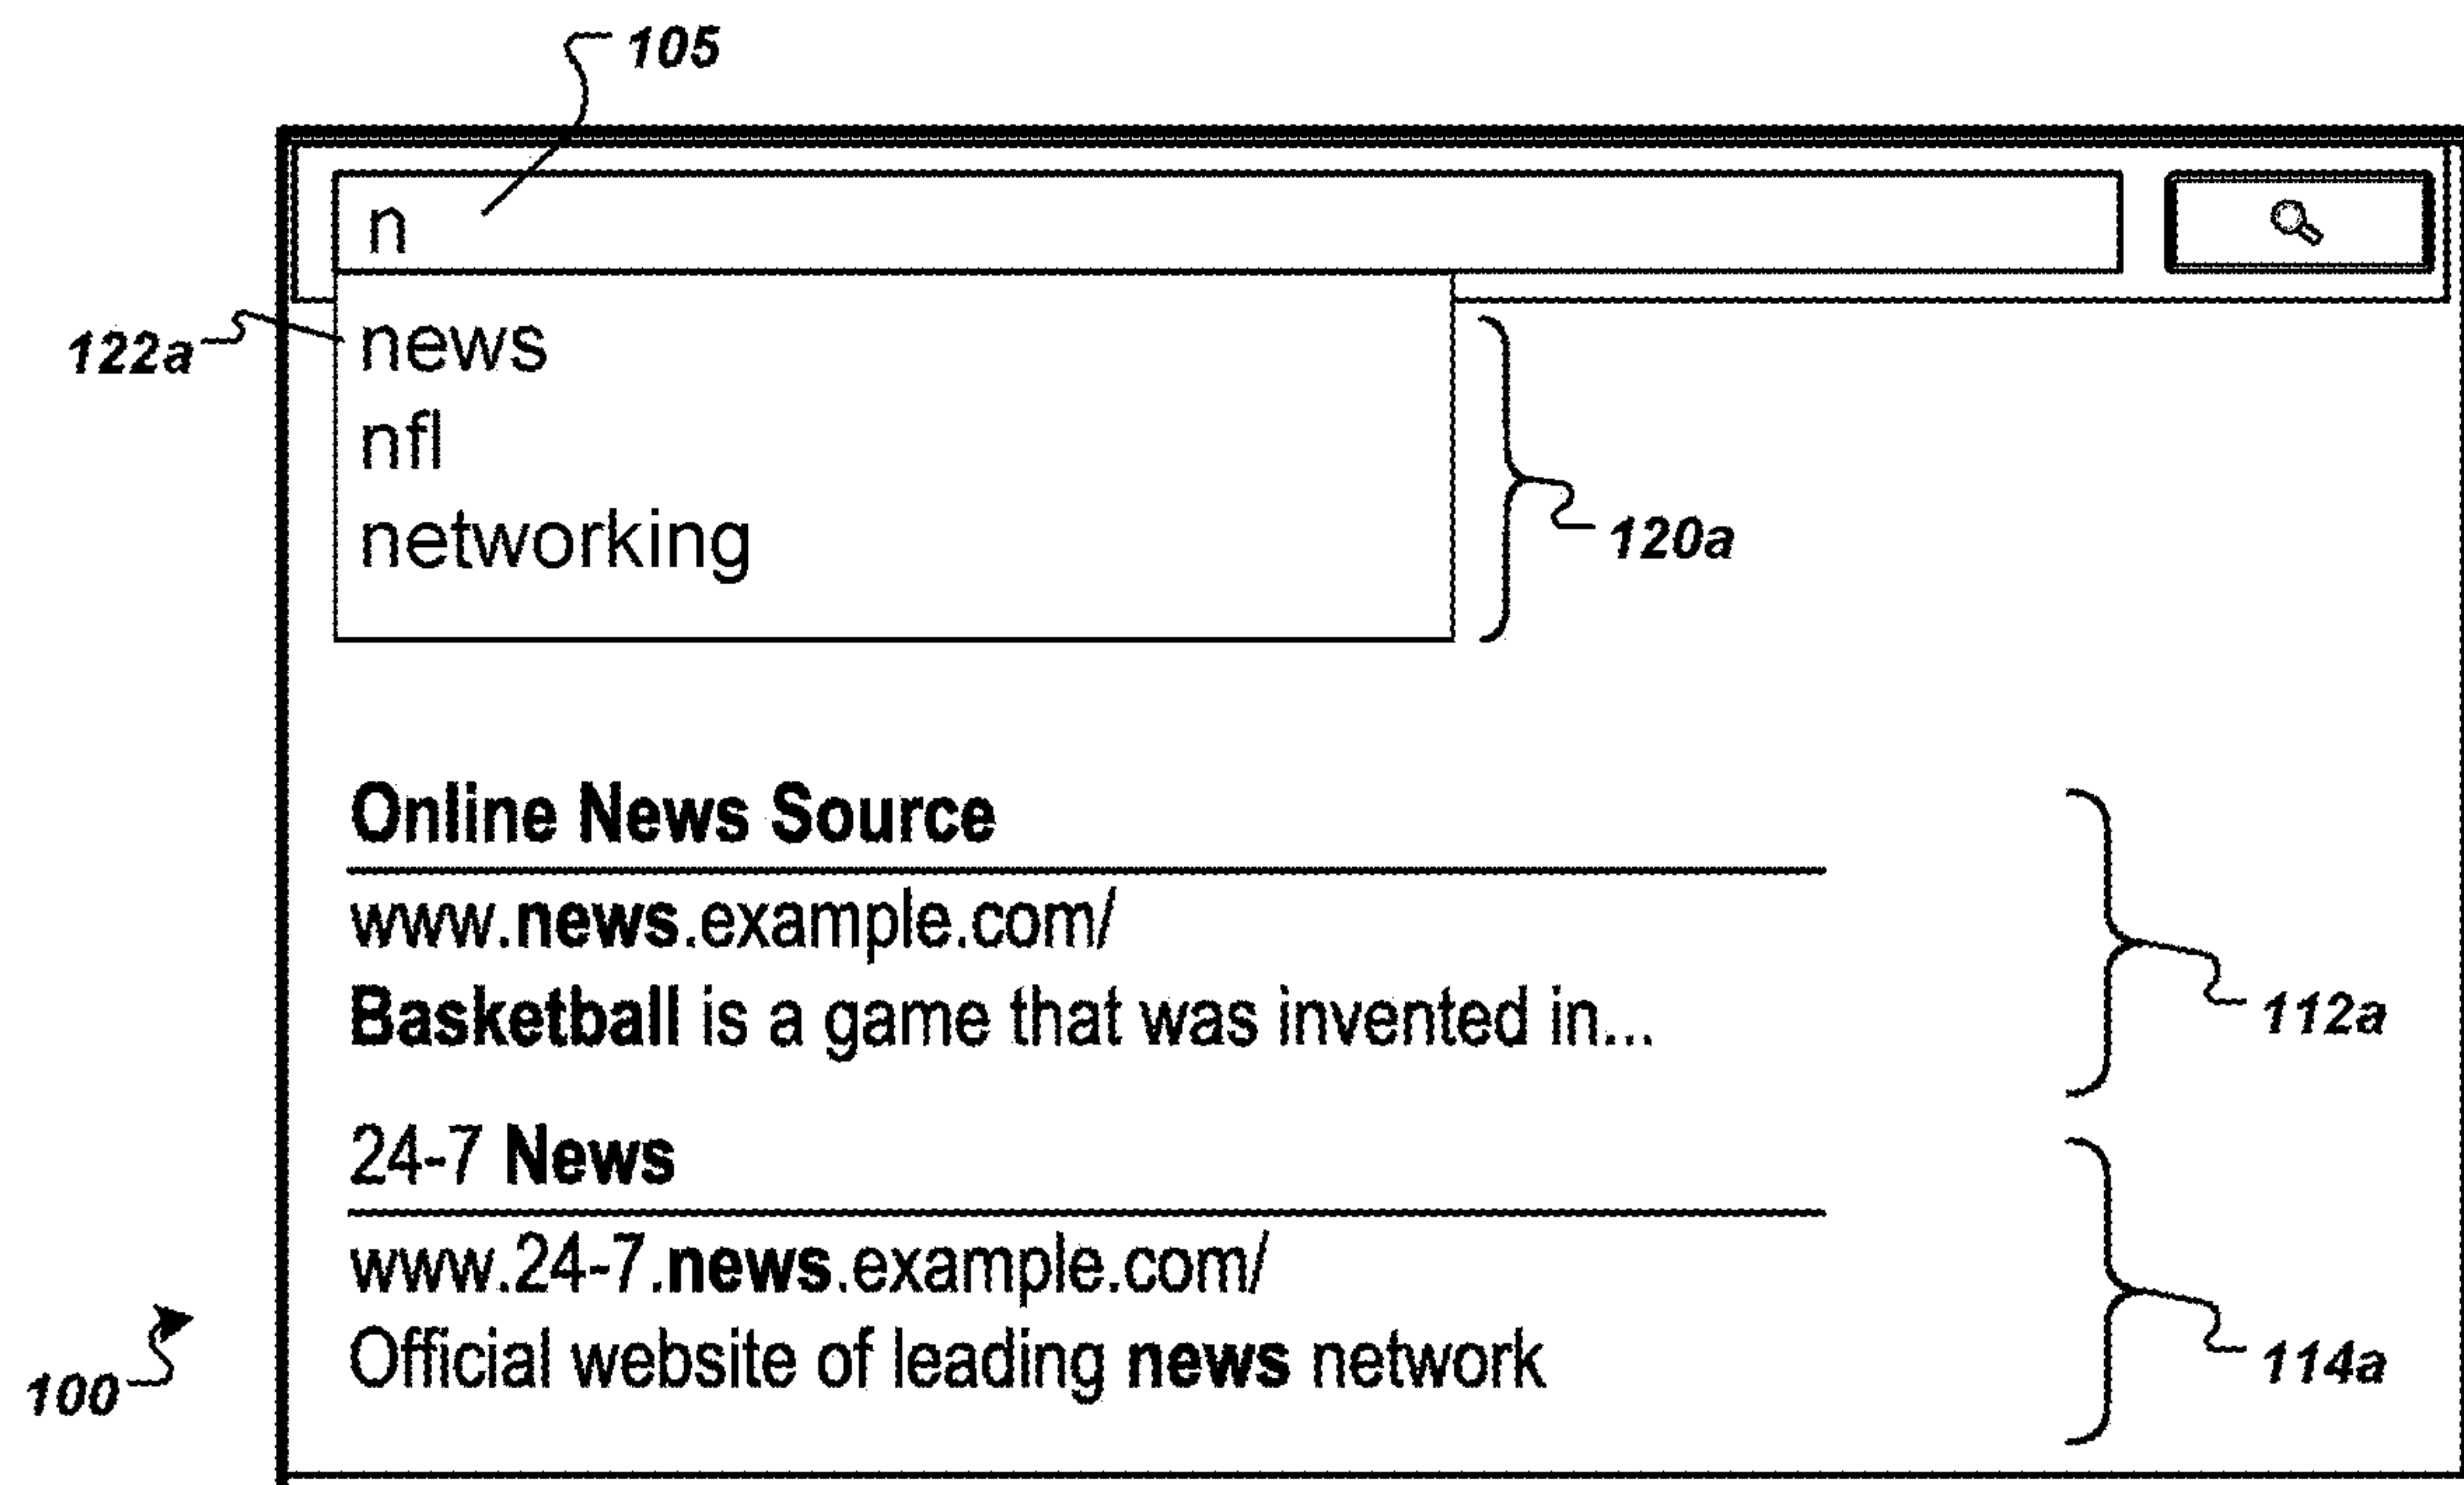 105
n
122a
news
nfl
networking
120a
Online News Source
www.news.example.com/
Basketball is a game that was invented in...
112a
24-7 News
www.24-7.news.example.com/
Official website of leading news network
114a
100